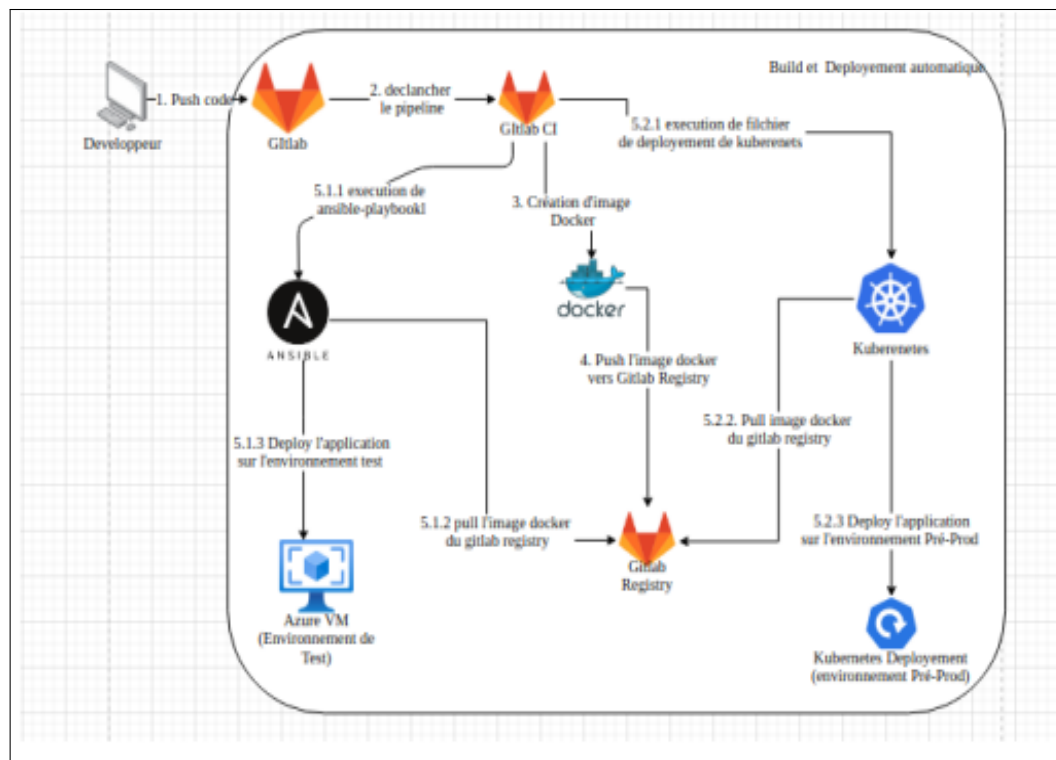 Build et Deployement automatique
1. Push code
2. declancher
le pipeline
Developpeur
GItlab
GItlab CI
5.2.1 execution de filchier
de deployement de kuberenets
5.1.1 execution de
ansible-playbookl
3. Création d'image
Docker
ANSIBLE
docker
Kuberenetes
4. Push l'image docker
vers Gitlab Registry
5.2.2. Pull image docker
du gitlab registry
5.1.3 Deploy l'application
sur l'environnement test
5.1.2 pull l'image docker
du gitlab registry
5.2.3 Deploy l'application
sur l'environnement Pré-Prod
Gitlab
Registry
Azure VM
(Environnement de
Test)
Kubernetes Deployement
(environnement Pré-Prod)